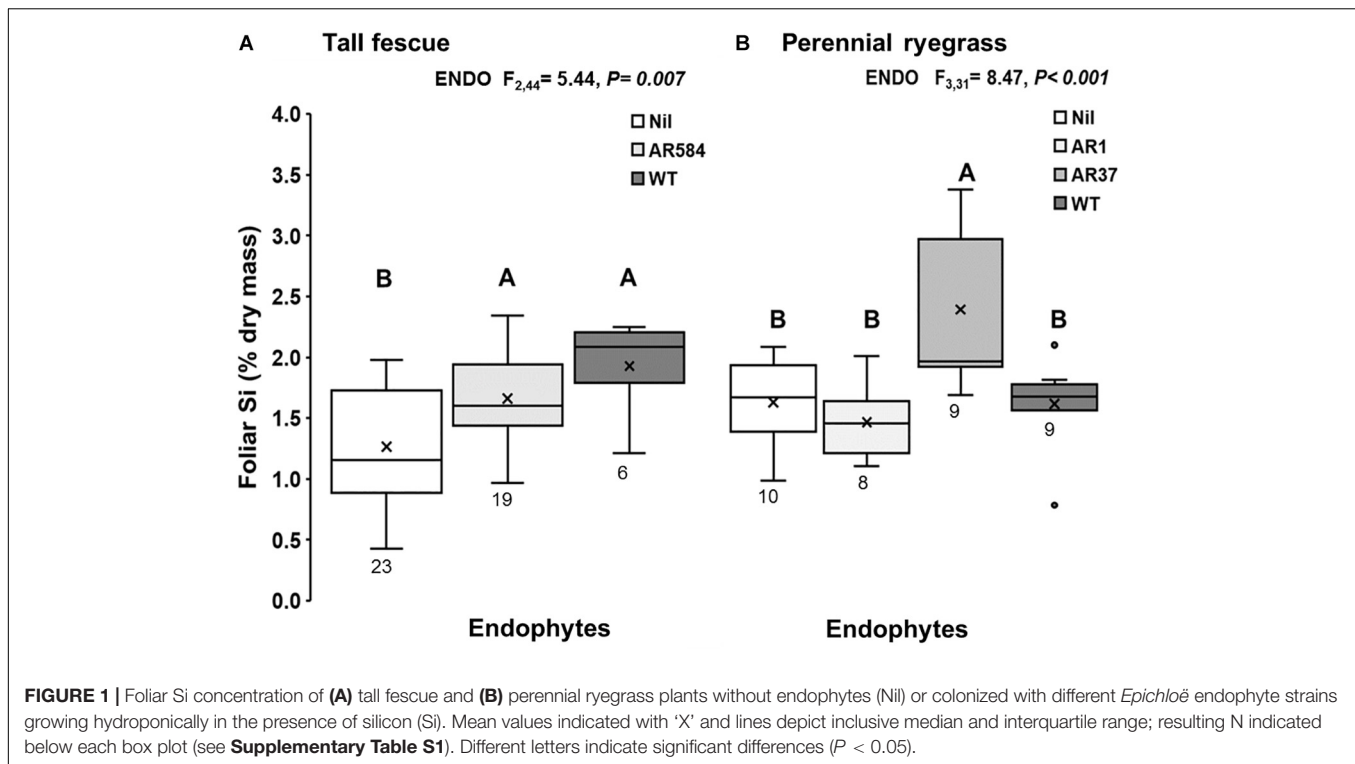 A Tall fescue
B Perennial ryegrass
ENDO F2,44= 5.44, P= 0.007
ENDO F3,31= 8.47, P< 0.001
Nil
AR584
WT
Nil
AR1
AR37
WT
Foliar Si (% dry mass)
4.0
3.5
3.0
2.5
2.0
1.5
1.0
0.5
0.0
B
A
A
B
B
A
B
23
19
6
10
8
9
9
Endophytes
Endophytes
FIGURE 1 | Foliar Si concentration of (A) tall fescue and (B) perennial ryegrass plants without endophytes (Nil) or colonized with different Epichloë endophyte strains
growing hydroponically in the presence of silicon (Si). Mean values indicated with ‘X’ and lines depict inclusive median and interquartile range; resulting N indicated
below each box plot (see Supplementary Table S1). Different letters indicate significant differences (P < 0.05).